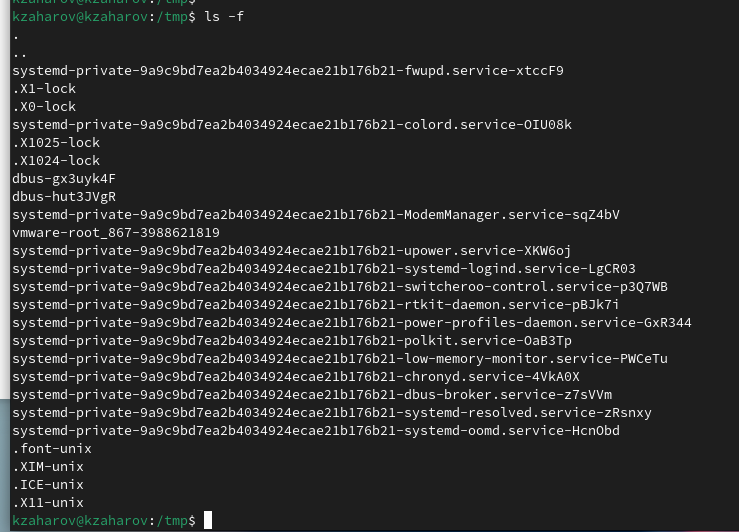 kzaharov@kzaharov:/tmp$
kzaharov@kzaharov:/tmp$ ls -f
.
..
systemd-private-9a9c9bd7ea2b4034924ecae21b176b21-fwupd.service-xtccF9
.X1-lock
.X0-lock
systemd-private-9a9c9bd7ea2b4034924ecae21b176b21-colord.service-OIU08k
.X1025-lock
.X1024-lock
dbus-gx3uyk4F
dbus-hut3JVgR
systemd-private-9a9c9bd7ea2b4034924ecae21b176b21-ModemManager.service-sqZ4bV
vmware-root_867-3988621819
systemd-private-9a9c9bd7ea2b4034924ecae21b176b21-upower.service-XKW6oj
systemd-private-9a9c9bd7ea2b4034924ecae21b176b21-systemd-logind.service-LgCR03
systemd-private-9a9c9bd7ea2b4034924ecae21b176b21-switcheroo-control.service-p3Q7WB
systemd-private-9a9c9bd7ea2b4034924ecae21b176b21-rtkit-daemon.service-pBJk7i
systemd-private-9a9c9bd7ea2b4034924ecae21b176b21-power-profiles-daemon.service-GxR344
systemd-private-9a9c9bd7ea2b4034924ecae21b176b21-polkit.service-OaB3Tp
systemd-private-9a9c9bd7ea2b4034924ecae21b176b21-low-memory-monitor.service-PWCeTu
systemd-private-9a9c9bd7ea2b4034924ecae21b176b21-chronyd.service-4VkA0X
systemd-private-9a9c9bd7ea2b4034924ecae21b176b21-dbus-broker.service-z7sVVm
systemd-private-9a9c9bd7ea2b4034924ecae21b176b21-systemd-resolved.service-zRsnxy
systemd-private-9a9c9bd7ea2b4034924ecae21b176b21-systemd-oomd.service-HcnObd
.font-unix
.XIM-unix
.ICE-unix
.X11-unix
kzaharov@kzaharov:/tmp$